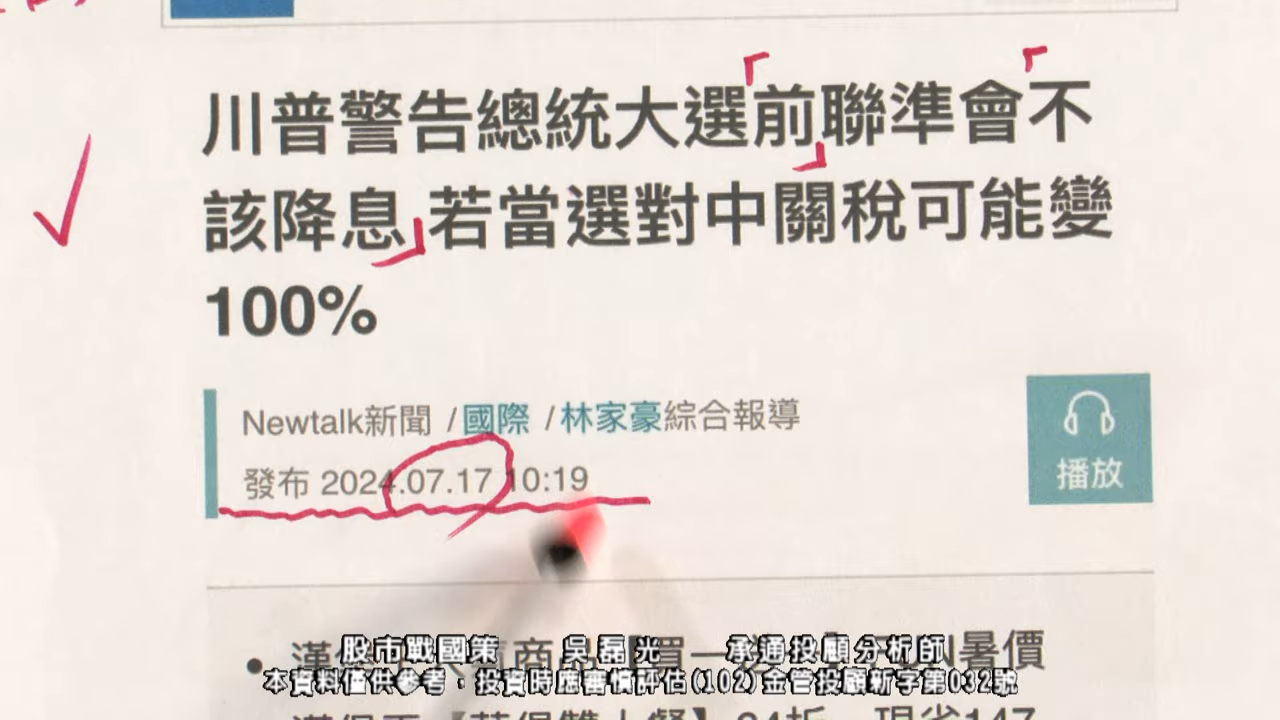 川普警告總統大選前聯準會不
該降息 若當選對中關稅可能變
100%
Newtalk新聞 /國際 /林家豪綜合報導
發布 2024.07.17 10:19
播放
股市戰國策 吳磊光 承通投顧分析師
本資料僅供參考，投資時應審慎評估(102)金管投顧新字第032號